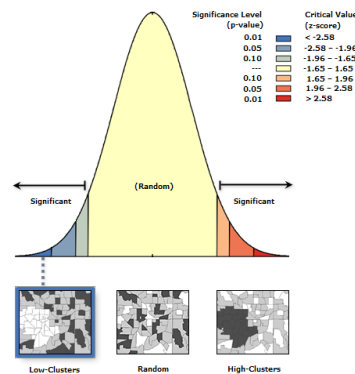 Significance Level Critical Value
(p-value) (z-score)
0.01 < -2.58
0.05 -2.58 - -1.96
0.10 -1.96 - -1.65
--- -1.65 - 1.65
0.10 1.65 - 1.96
0.05 1.96 - 2.58
0.01 > 2.58
(Random)
Significant Significant
Low-Clusters Random High-Clusters